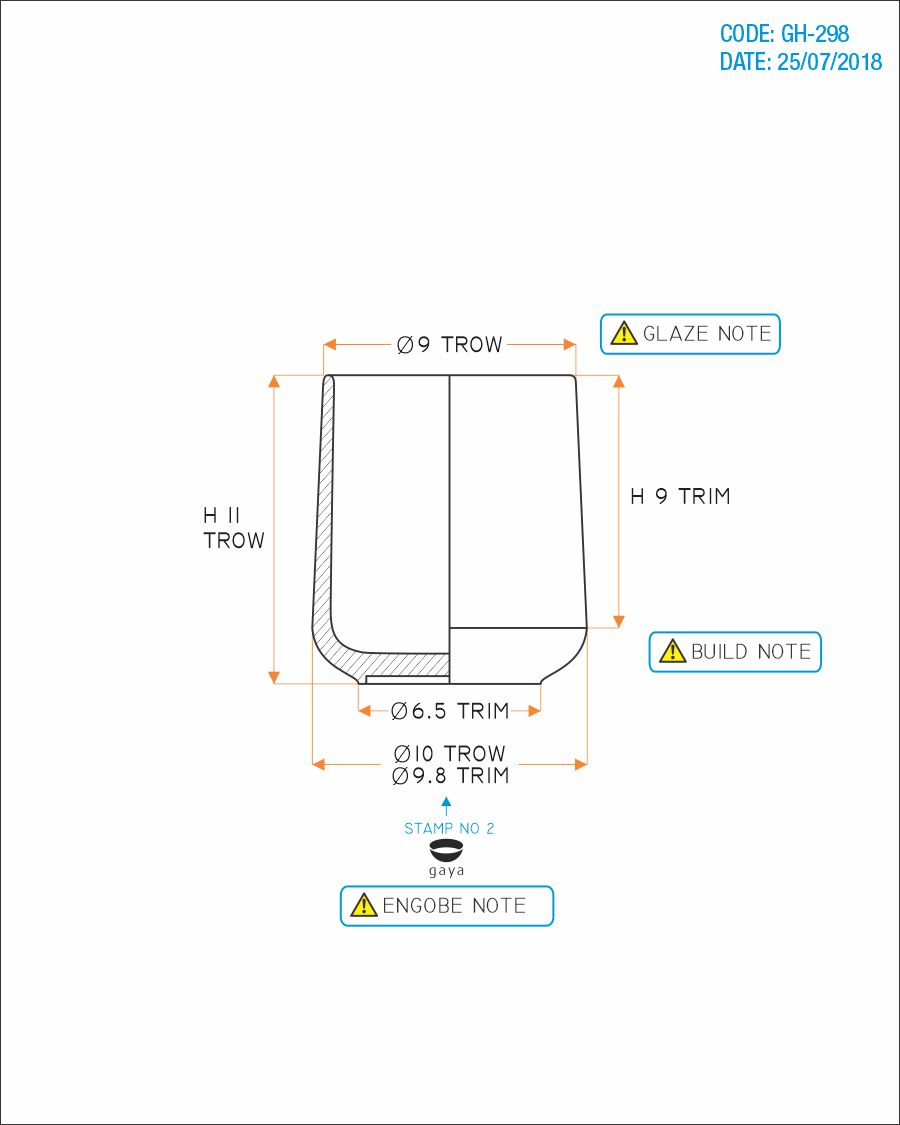 CODE: GH-298
DATE: 25/07/2018
GLAZE NOTE
Ø9 TROW
H 9 TRIM
H 11
TROW
BUILD NOTE
Ø6.5 TRIM
Ø10 TROW
Ø9.8 TRIM
STAMP NO 2
gaya
ENGOBE NOTE